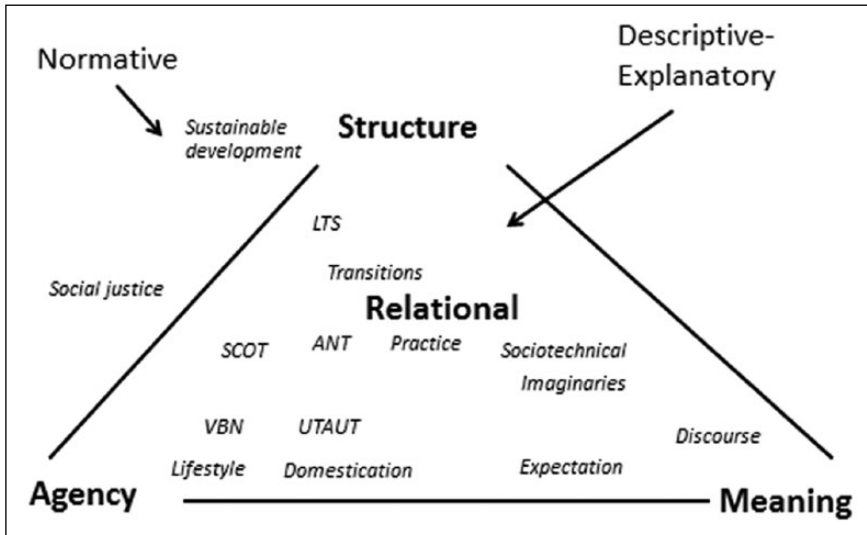 Normative
Descriptive-
Explanatory
Sustainable
development
Structure
LTS
Social justice
Transitions
Relational
SCOT
ANT
Practice
Sociotechnical
Imaginaries
VBN
UTAUT
Discourse
Lifestyle
Domestication
Expectation
Agency
Meaning